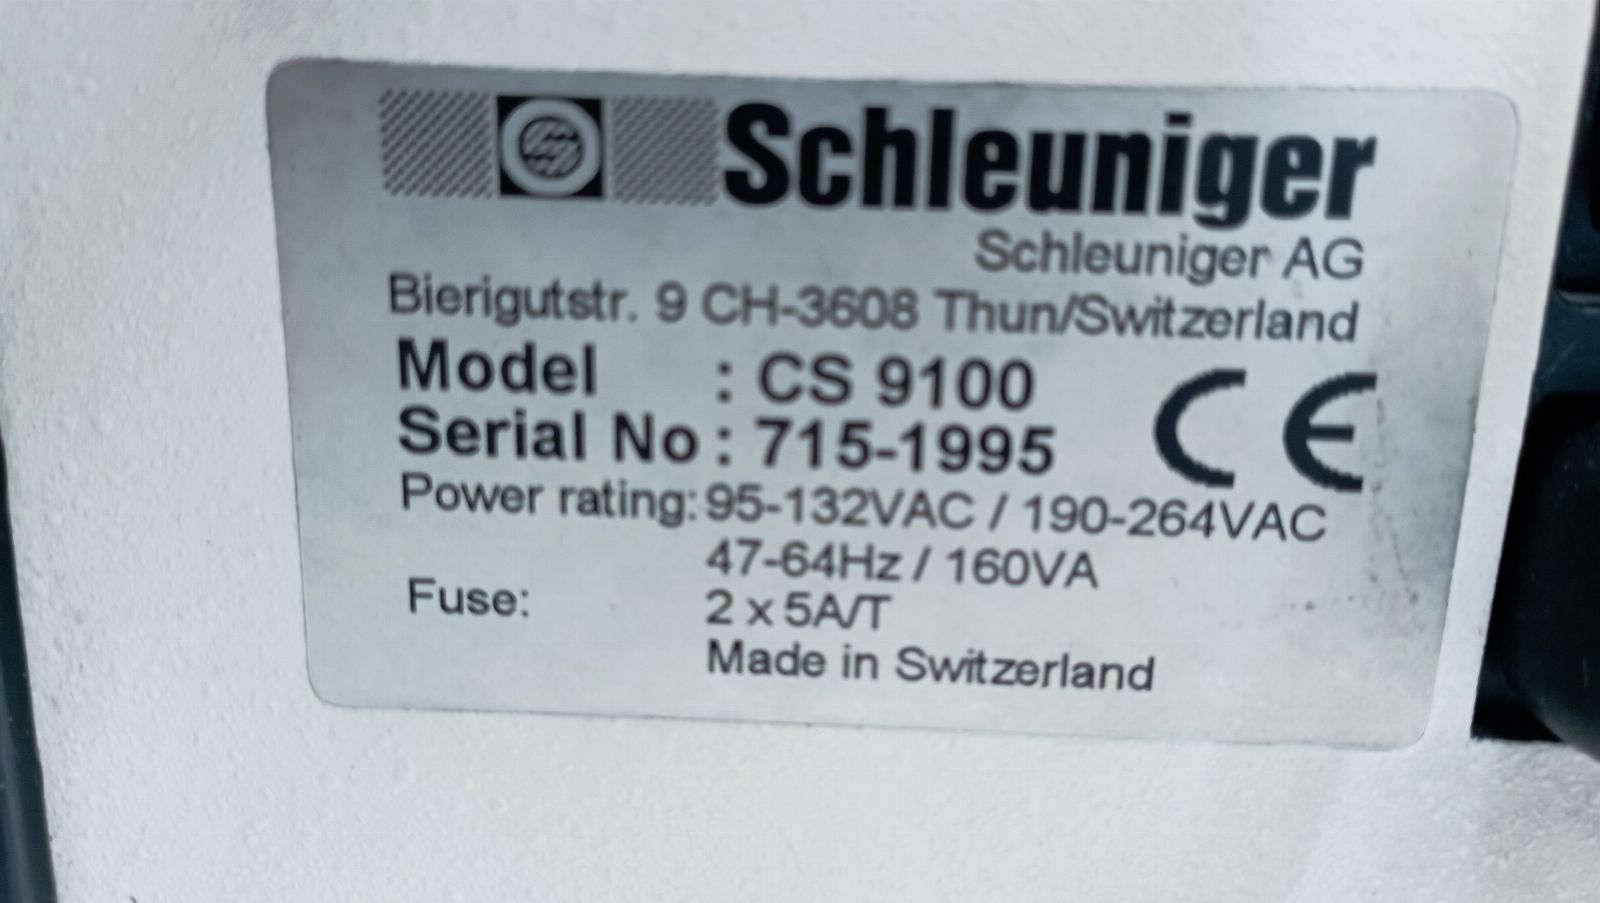 Schleuniger
Schleuniger AG
Bierigutstr. 9 CH-3608 Thun/Switzerland
Model : CS 9100
Serial No : 715-1995
CE
Power rating: 95-132VAC / 190-264VAC
47-64Hz / 160VA
Fuse: 2 x 5A/T
Made in Switzerland